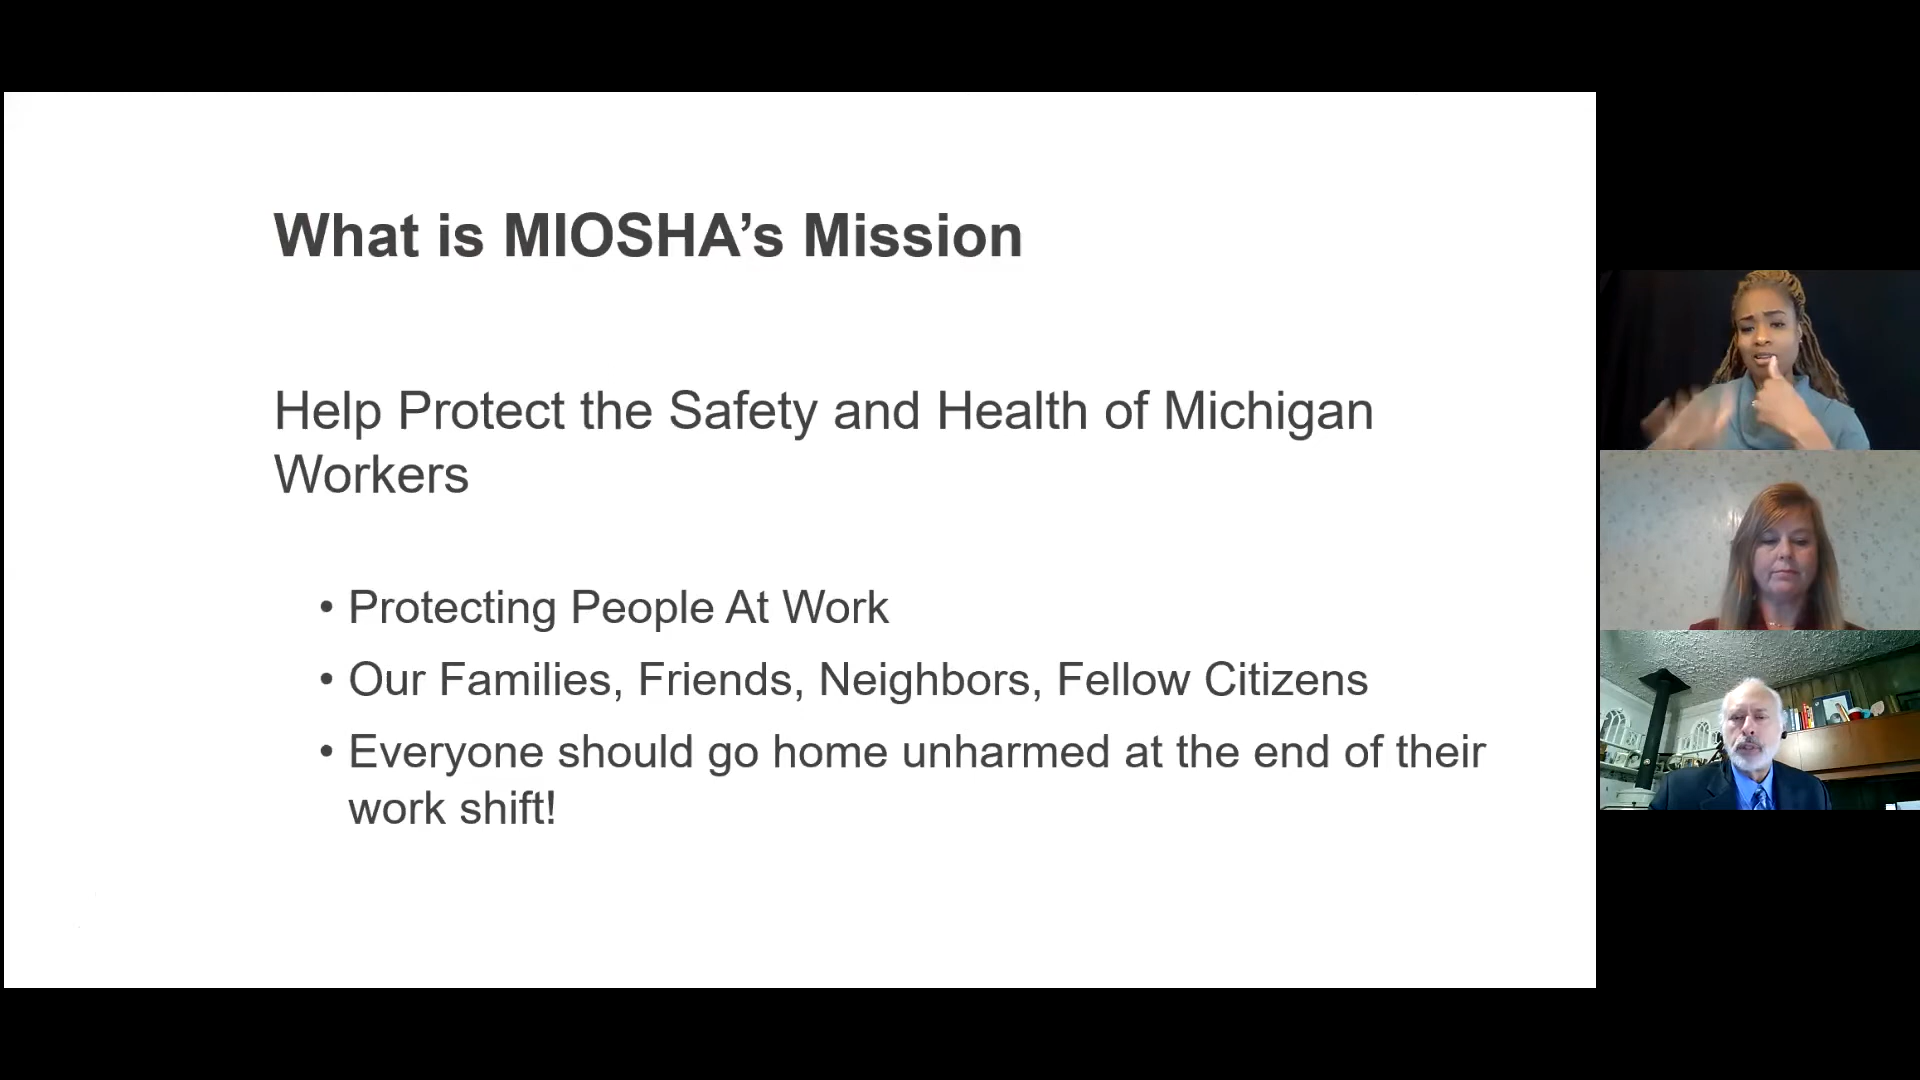 What is MIOSHA’s Mission
Help Protect the Safety and Health of Michigan
Workers
• Protecting People At Work
• Our Families, Friends, Neighbors, Fellow Citizens
• Everyone should go home unharmed at the end of their
work shift!